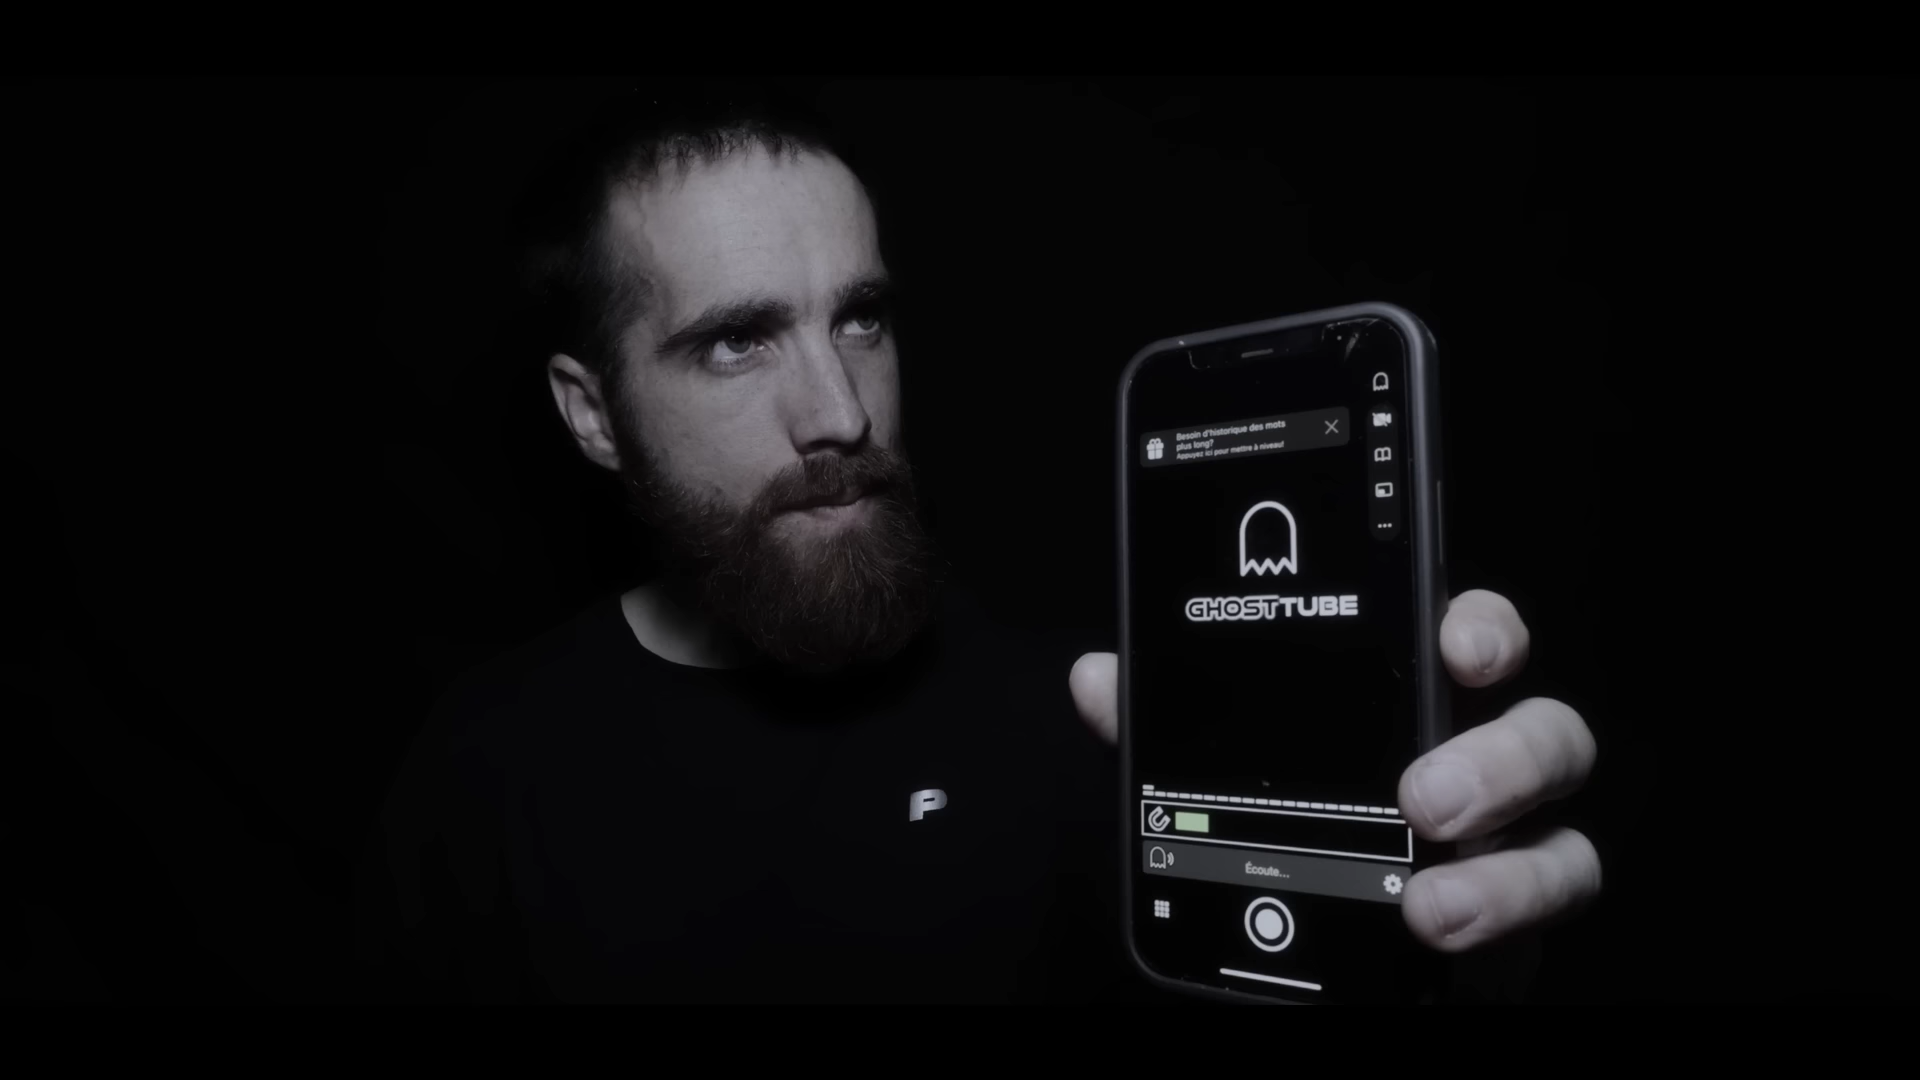 Besoin d'historique des mots
plus long?
Appuyez ici pour mettre à niveau!
GHOSTTUBE
P
Écoute...